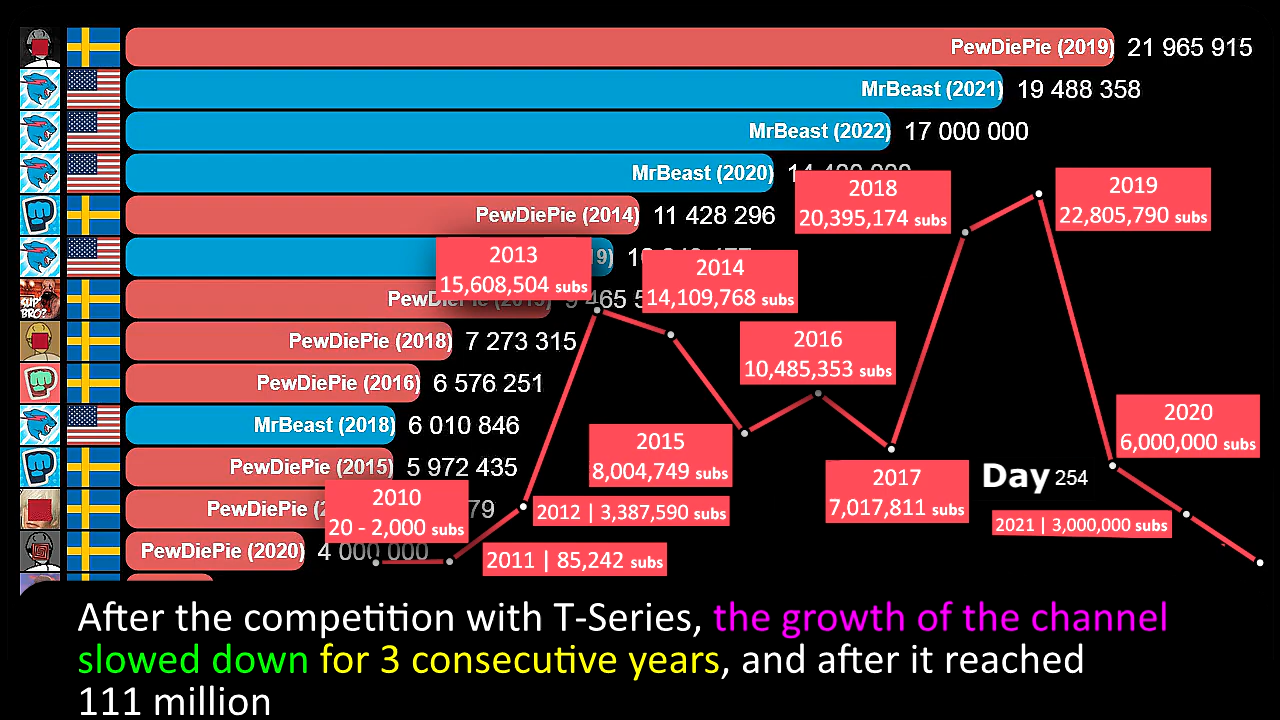 PewDiePie (2019) 21 965 915
MrBeast (2021) 19 488 358
MrBeast (2022) 17 000 000
MrBeast (2020)
PewDiePie (2014) 11 428 296
2018
20,395,174 subs
2019
22,805,790 subs
2013
15,608,504 subs
2014
14,109,768 subs
PewDiePie (2018) 7 273 315
2016
10,485,353 subs
PewDiePie (2016) 6 576 251
MrBeast (2018) 6 010 846
PewDiePie (2015) 5 972 435
2015
8,004,749 subs
2020
6,000,000 subs
2017
7,017,811 subs
Day 254
2010
20 - 2,000 subs
2012 | 3,387,590 subs
2021 | 3,000,000 subs
PewDiePie (2020) 4 000 000
2011 | 85,242 subs
After the competition with T-Series, the growth of the channel
slowed down for 3 consecutive years, and after it reached
111 million